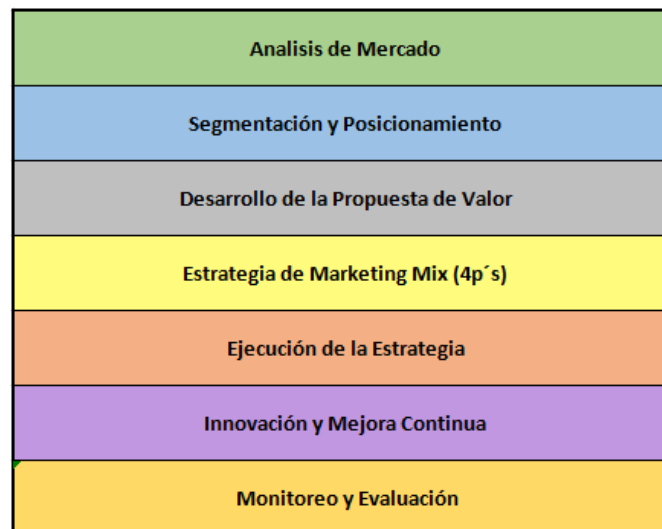 Analisis de Mercado
Segmentación y Posicionamiento
Desarrollo de la Propuesta de Valor
Estrategia de Marketing Mix (4p´s)
Ejecución de la Estrategia
Innovación y Mejora Continua
Monitoreo y Evaluación